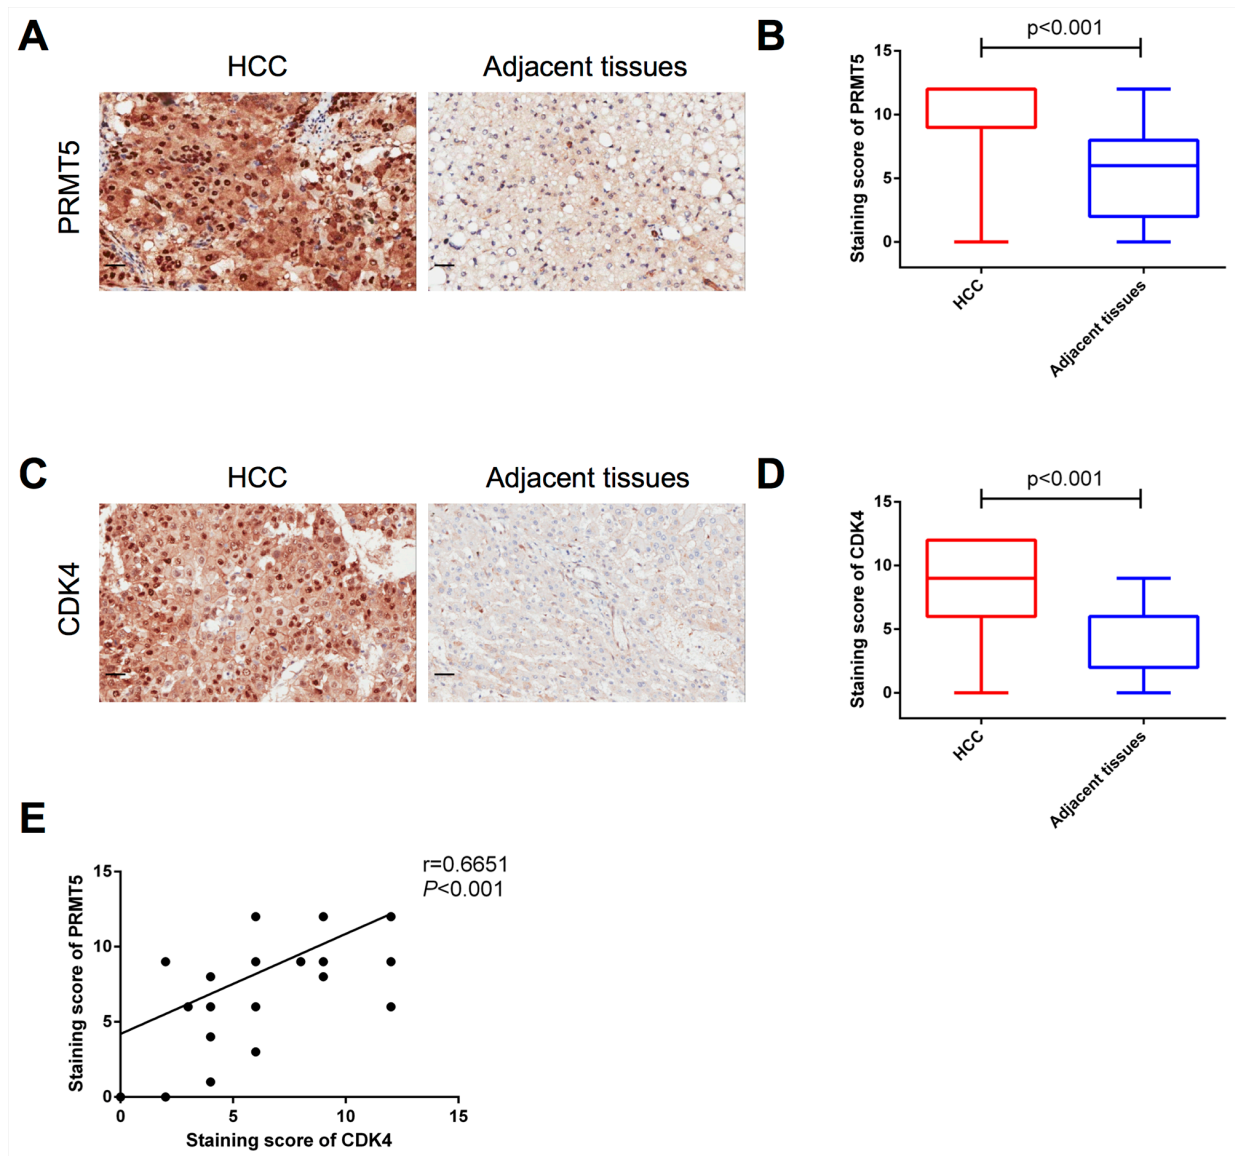 A
HCC
Adjacent tissues
PRMT5
B
p<0.001
Staining score of PRMT5
15
10
5
0
HCC
Adjacent tissues
C
HCC
Adjacent tissues
CDK4
D
p<0.001
Staining score of CDK4
15
10
5
0
HCC
Adjacent tissues
E
r=0.6651
P<0.001
Staining score of PRMT5
15
10
5
0
0
5
10
15
Staining score of CDK4